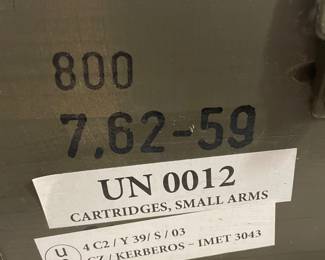 800
7,62-59
UN 0012
CARTRIDGES, SMALL ARMS
u
4 C2 / Y 39/ S / 03
CZ / KERBEROS - IMET 3043